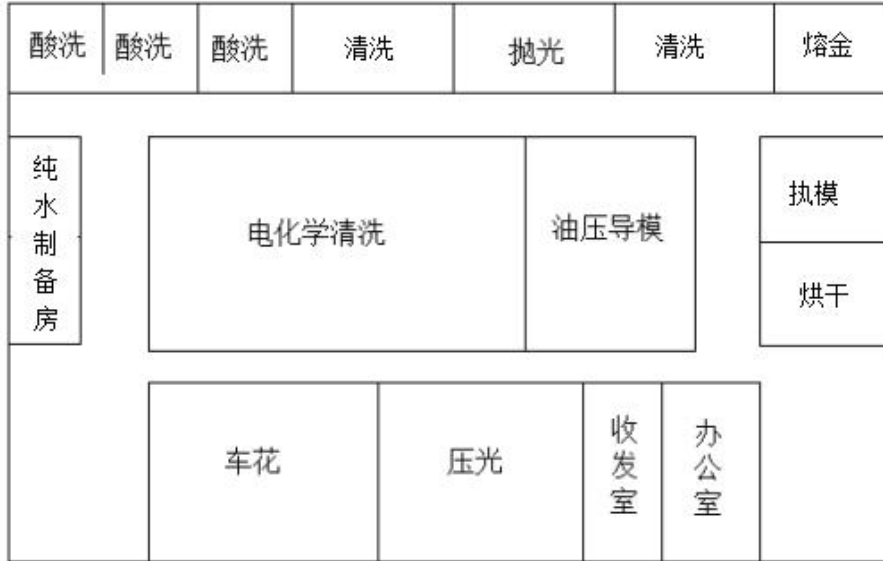 酸洗
酸洗
酸洗
清洗
抛光
清洗
熔金
纯水制备房
电化学清洗
油压导模
执模
烘干
车花
压光
收发室
办公室